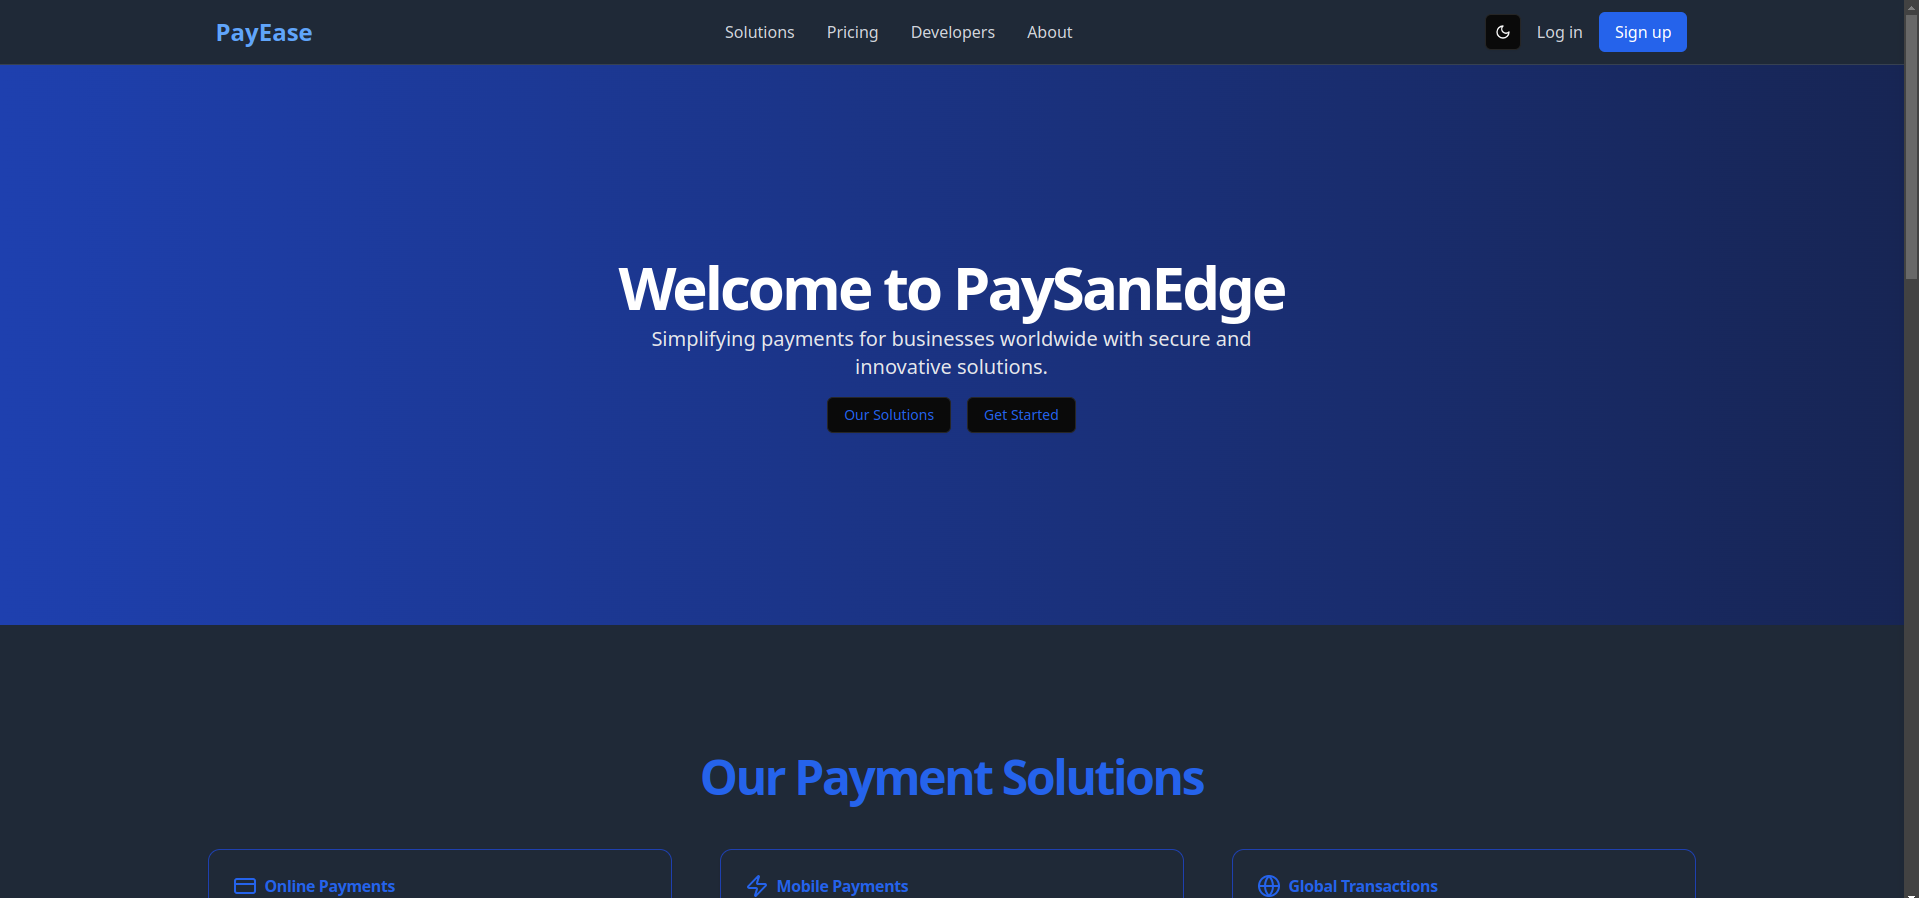 PayEase
Solutions
Pricing
Developers
About
Log in
Sign up
Welcome to PaySanEdge
Simplifying payments for businesses worldwide with secure and
innovative solutions.
Our Solutions
Get Started
Our Payment Solutions
Online Payments
Mobile Payments
Global Transactions